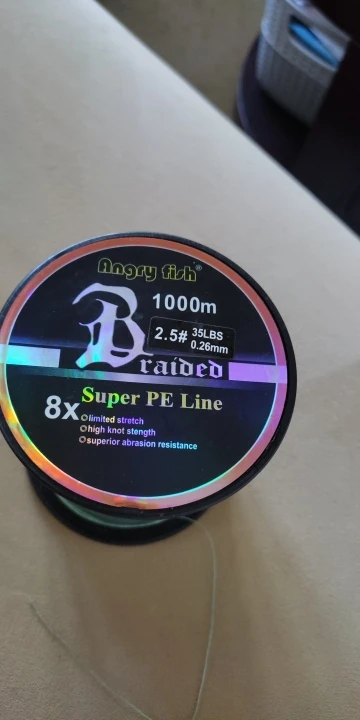 Angry fish®
1000m
2.5# 35LBS
0.26mm
Braided
Super PE Line
8x
limited stretch
high knot stength
superior abrasion resistance